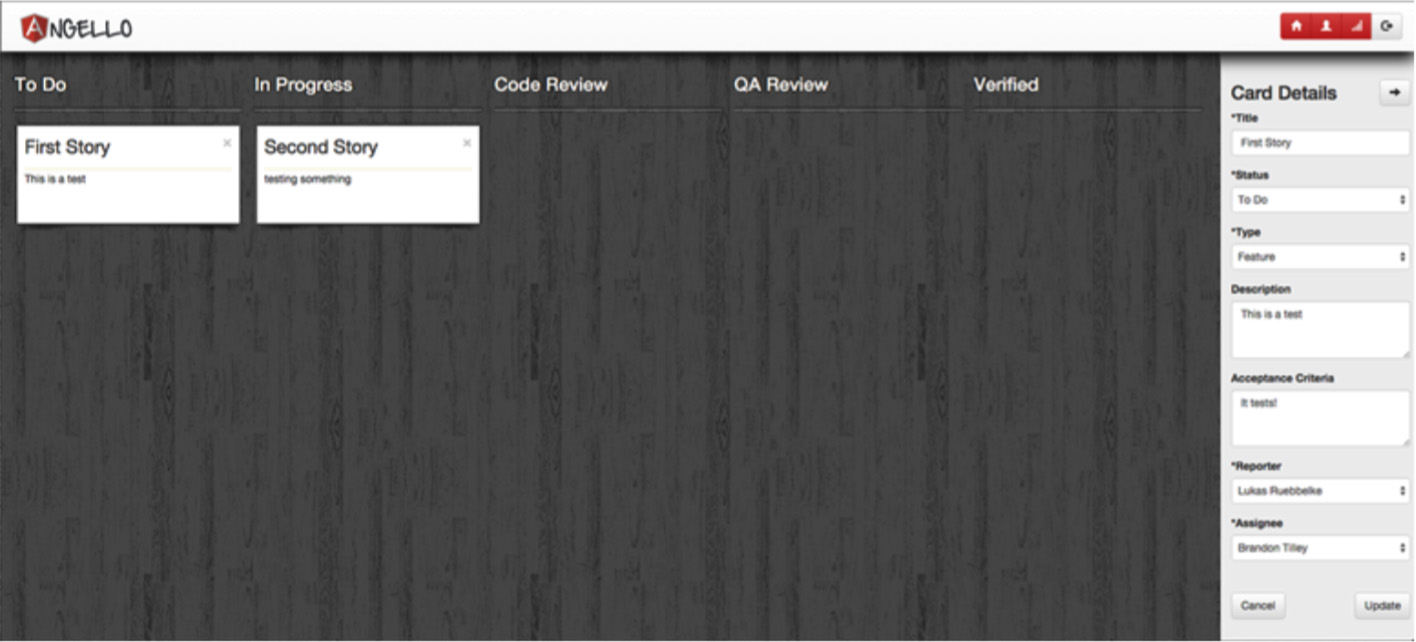 ANGELLO
To Do
In Progress
Code Review
QA Review
Verified
First Story
This is a test
Second Story
testing something
Card Details
*Title
First Story
*Status
To Do
*Type
Feature
Description
This is a test
Acceptance Criteria
It tests!
*Reporter
Lukas Ruebbelke
*Assignee
Brandon Tilley
Cancel
Update